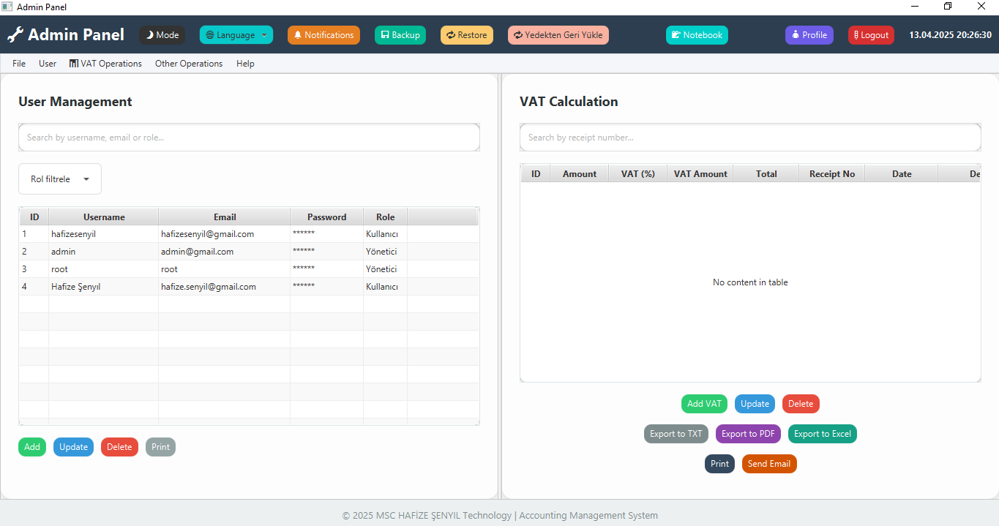 Admin Panel
Admin Panel Mode Language Notifications Backup Restore Yedekten Geri Yükle Notebook Profile Logout 13.04.2025 20:26:30
File User VAT Operations Other Operations Help
User Management
Search by username, email or role...
Rol filtrele
ID Username Email Password Role
1 hafizesenyil hafizesenyil@gmail.com ****** Kullanıcı
2 admin admin@gmail.com ****** Yönetici
3 root root ****** Yönetici
4 Hafize Şenyıl hafize.senyil@gmail.com ****** Kullanıcı
Add Update Delete Print
VAT Calculation
Search by receipt number...
ID Amount VAT (%) VAT Amount Total Receipt No Date De
No content in table
Add VAT Update Delete
Export to TXT Export to PDF Export to Excel
Print Send Email
© 2025 MSC HAFİZE ŞENYIL Technology | Accounting Management System